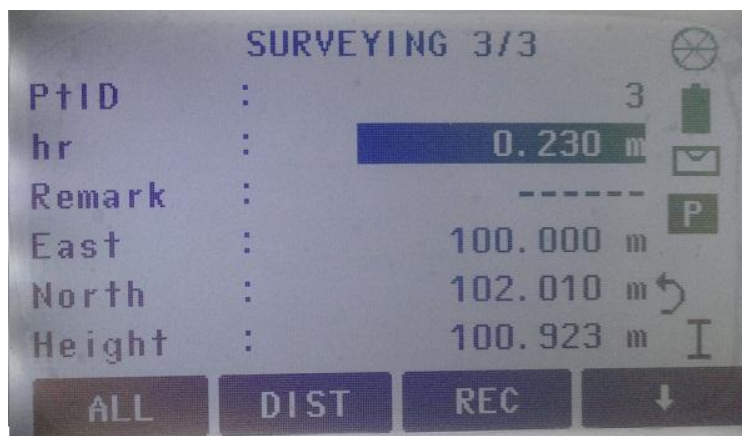 SURVEYING 3/3
PtID : 3
hr : 0.230 m
Remark : ------
East : 100.000 m
North : 102.010 m
Height : 100.923 m
P
I
ALL DIST REC ↓